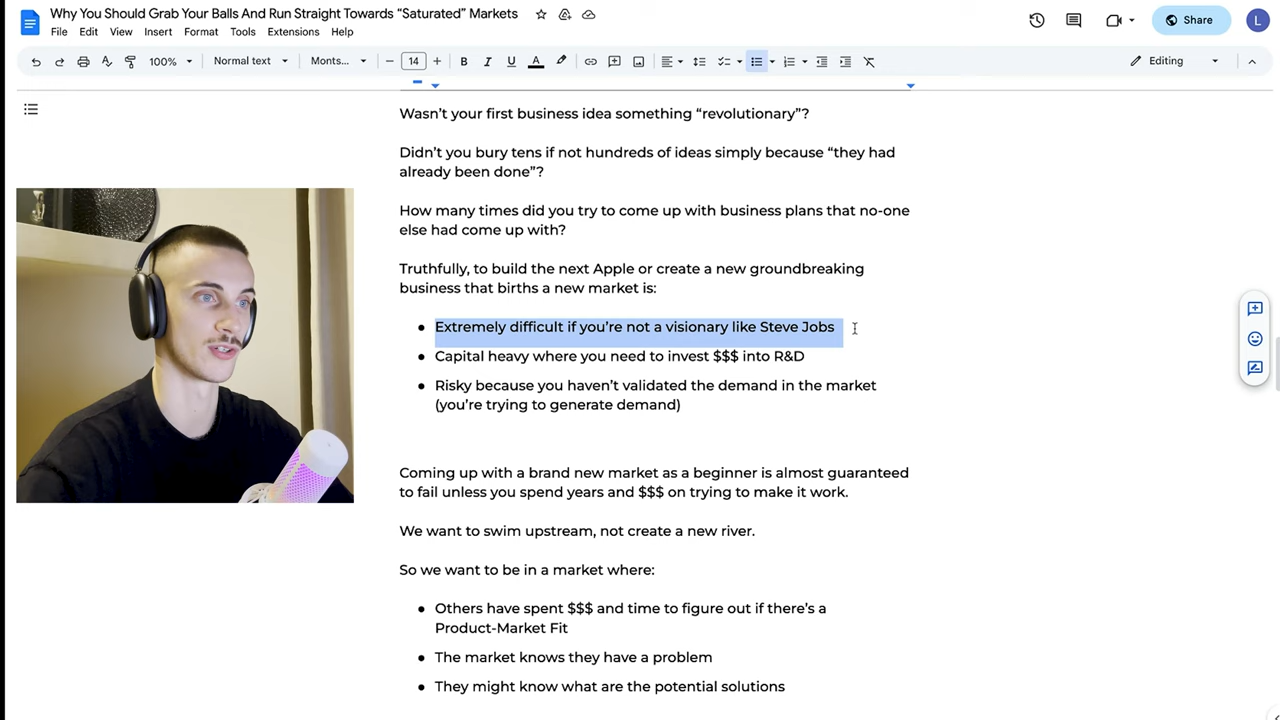 Why You Should Grab Your Balls And Run Straight Towards “Saturated” Markets
File Edit View Insert Format Tools Extensions Help
Share
L
100% Normal text Monts... 14 B I U A Editing
Wasn’t your first business idea something “revolutionary”?
Didn’t you bury tens if not hundreds of ideas simply because “they had
already been done”?
How many times did you try to come up with business plans that no-one
else had come up with?
Truthfully, to build the next Apple or create a new groundbreaking
business that births a new market is:
● Extremely difficult if you’re not a visionary like Steve Jobs
● Capital heavy where you need to invest $$$ into R&D
● Risky because you haven’t validated the demand in the market
(you’re trying to generate demand)
Coming up with a brand new market as a beginner is almost guaranteed
to fail unless you spend years and $$$ on trying to make it work.
We want to swim upstream, not create a new river.
So we want to be in a market where:
● Others have spent $$$ and time to figure out if there’s a
Product-Market Fit
● The market knows they have a problem
● They might know what are the potential solutions